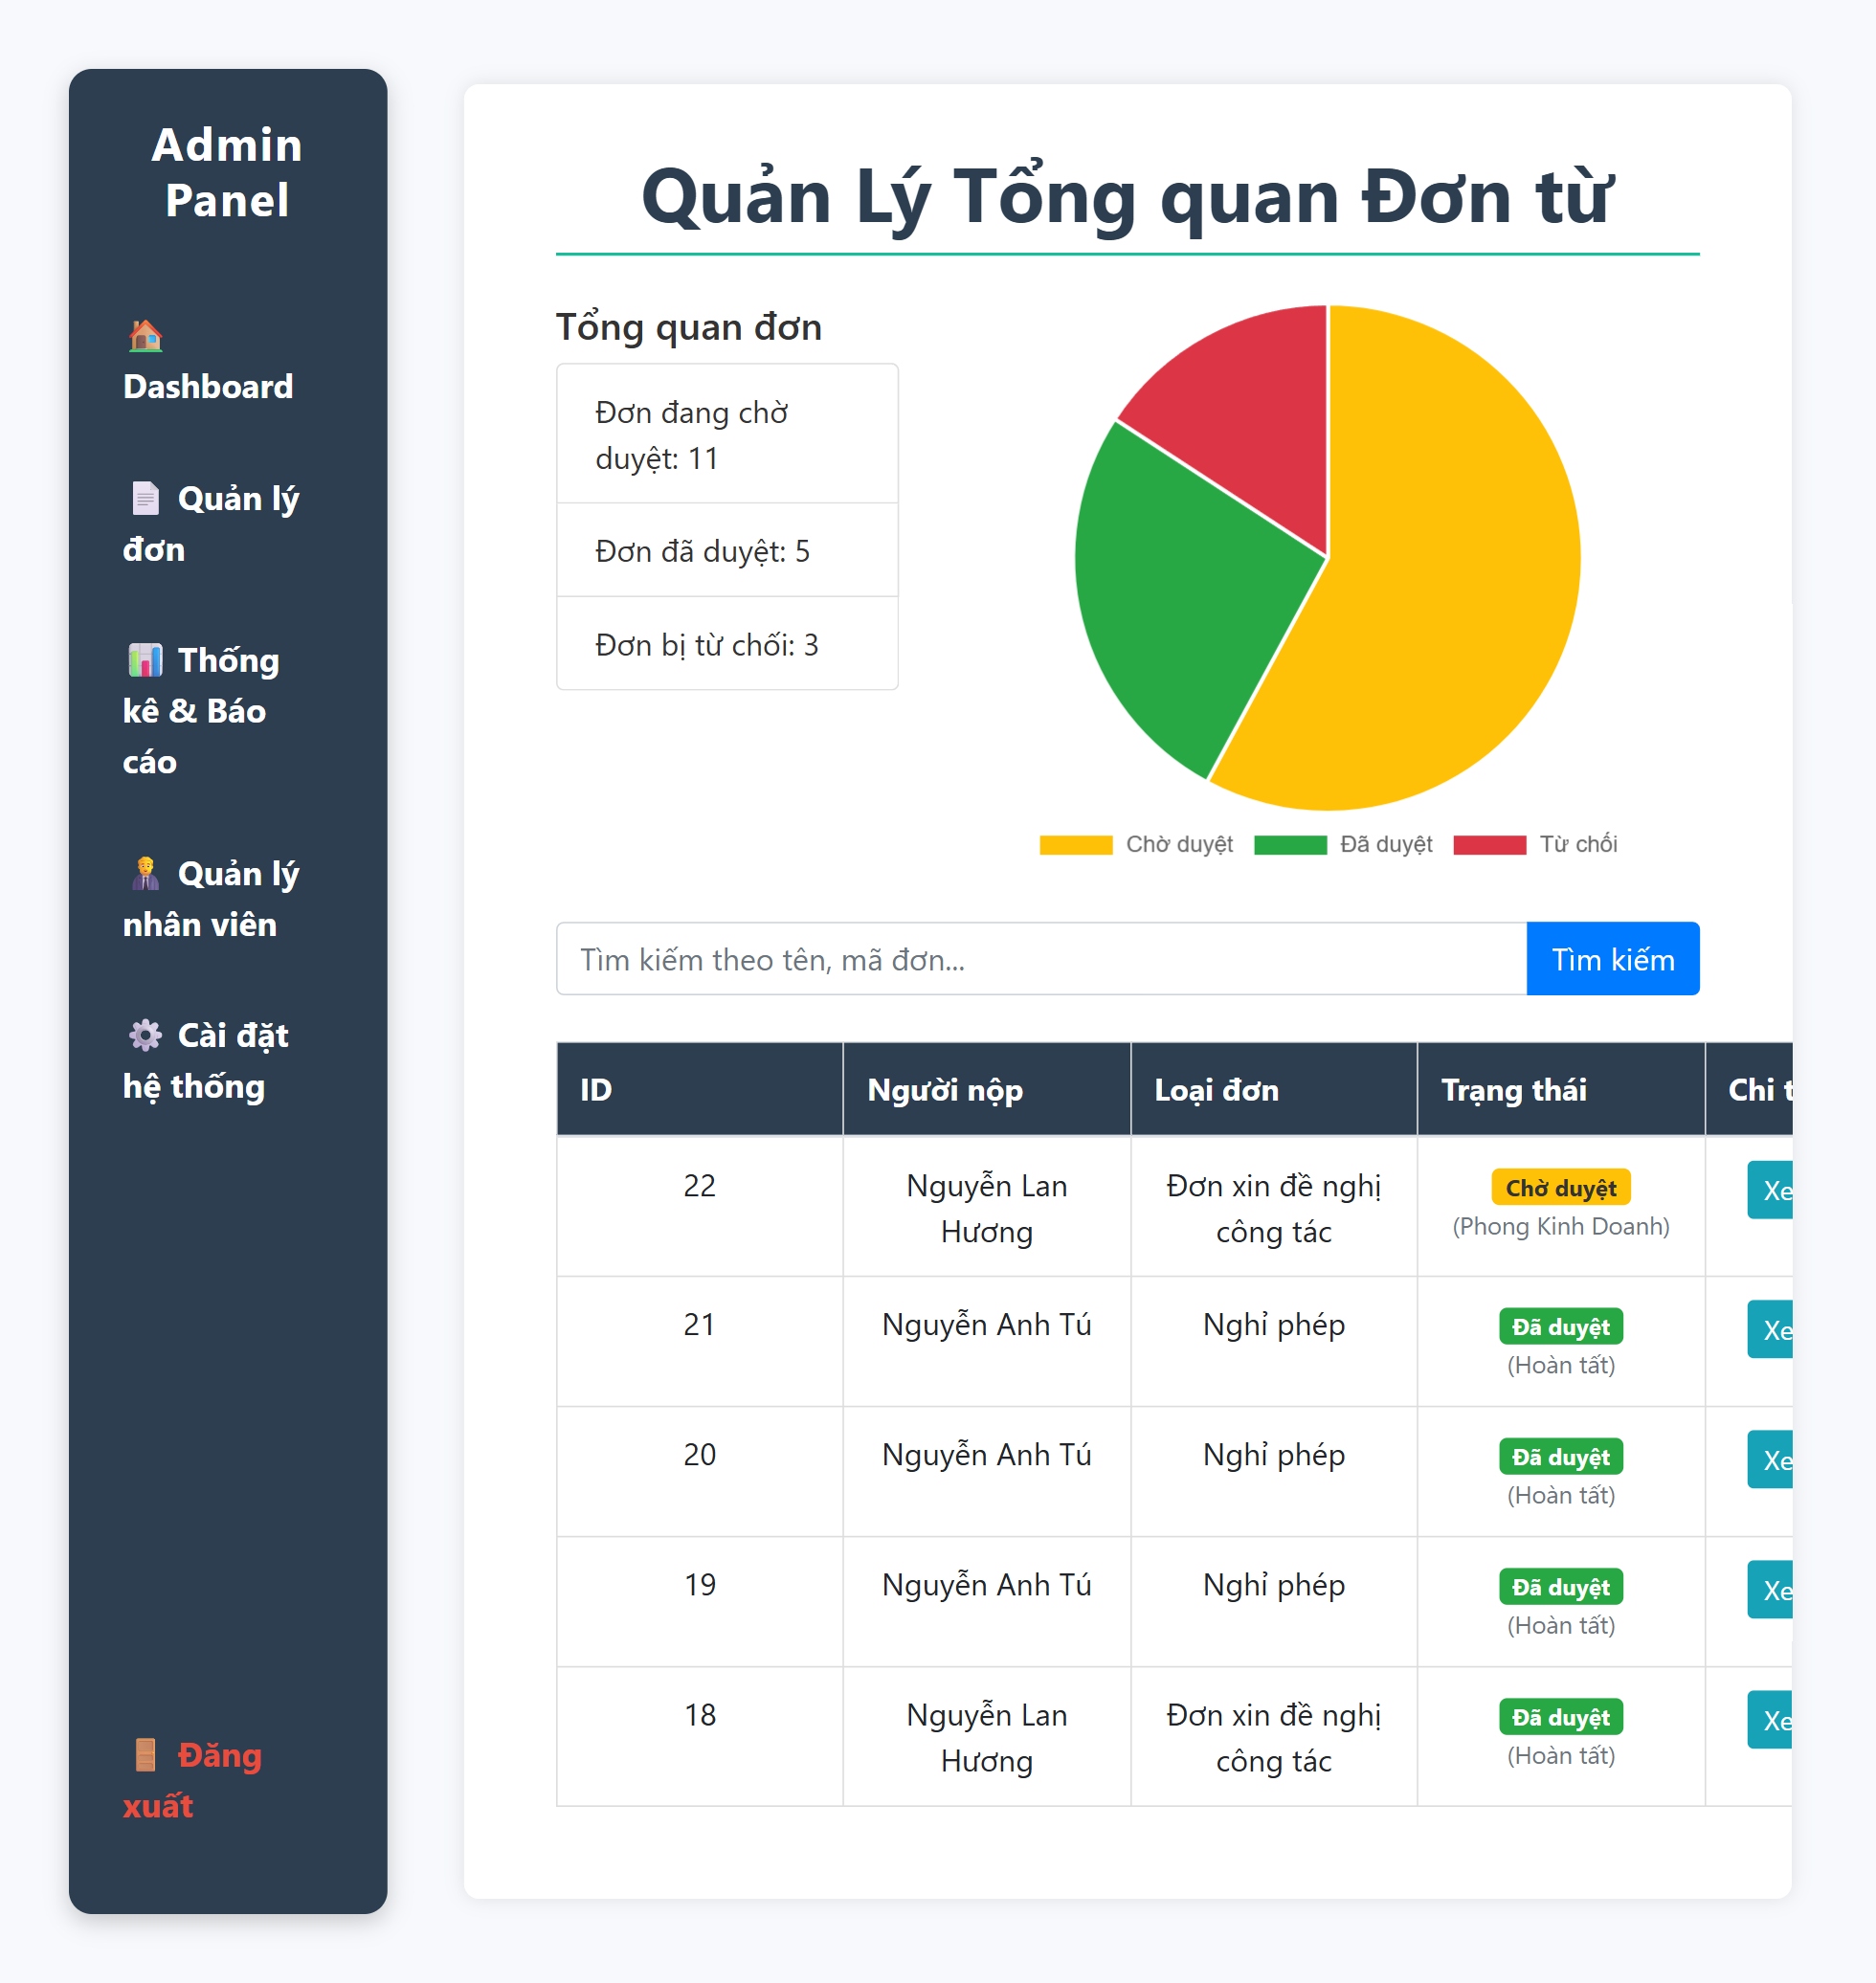 Admin
Panel
Dashboard
Quản lý
đơn
Thống
kê & Báo
cáo
Quản lý
nhân viên
Cài đặt
hệ thống
Đăng
xuất
Quản Lý Tổng quan Đơn từ
Tổng quan đơn
Đơn đang chờ
duyệt: 11
Đơn đã duyệt: 5
Đơn bị từ chối: 3
Chờ duyệt Đã duyệt Từ chối
Tìm kiếm theo tên, mã đơn... Tìm kiếm
ID Người nộp Loại đơn Trạng thái Chi t
22 Nguyễn Lan Đơn xin đề nghị Chờ duyệt Xe
Hương công tác (Phong Kinh Doanh)
21 Nguyễn Anh Tú Nghỉ phép Đã duyệt Xe
(Hoàn tất)
20 Nguyễn Anh Tú Nghỉ phép Đã duyệt Xe
(Hoàn tất)
19 Nguyễn Anh Tú Nghỉ phép Đã duyệt Xe
(Hoàn tất)
18 Nguyễn Lan Đơn xin đề nghị Đã duyệt Xe
Hương công tác (Hoàn tất)